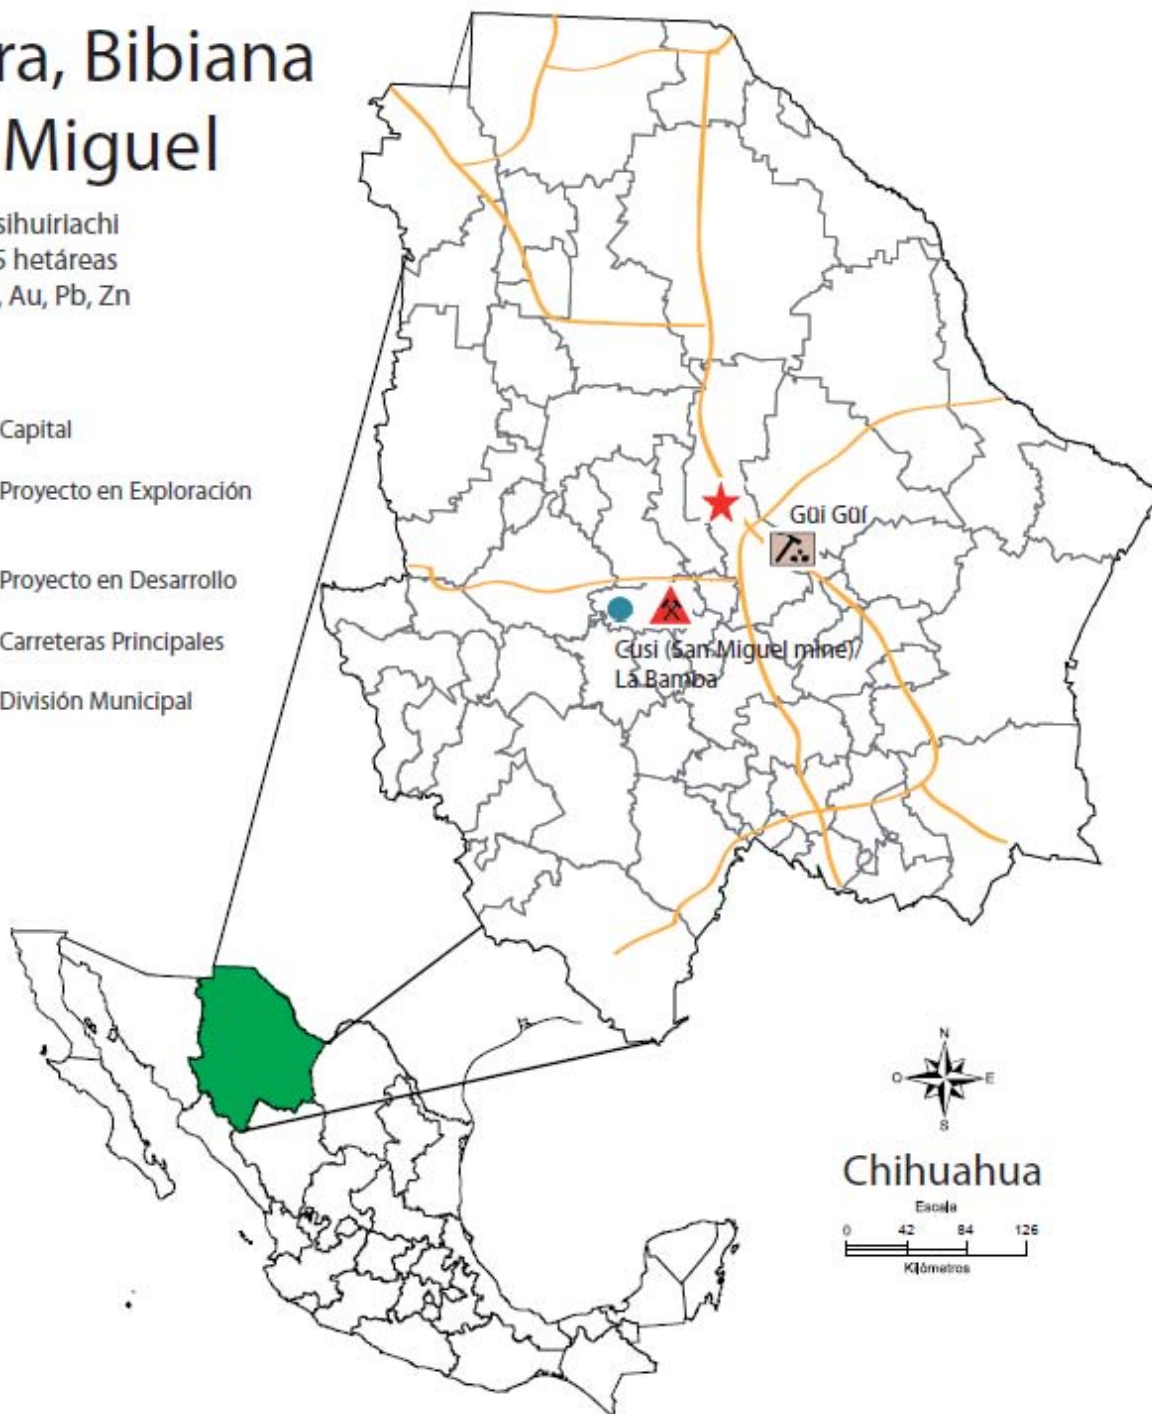 ra, Bibiana
Miguel
sihuiriachi
5 hetáreas
, Au, Pb, Zn
Capital
Proyecto en Exploración
Proyecto en Desarrollo
Carreteras Principales
División Municipal
Güi Güí
Cusi (San Miguel mine)/
La Bamba
N
O E
S
Chihuahua
Escala
0 42 84 126
Kilómetros